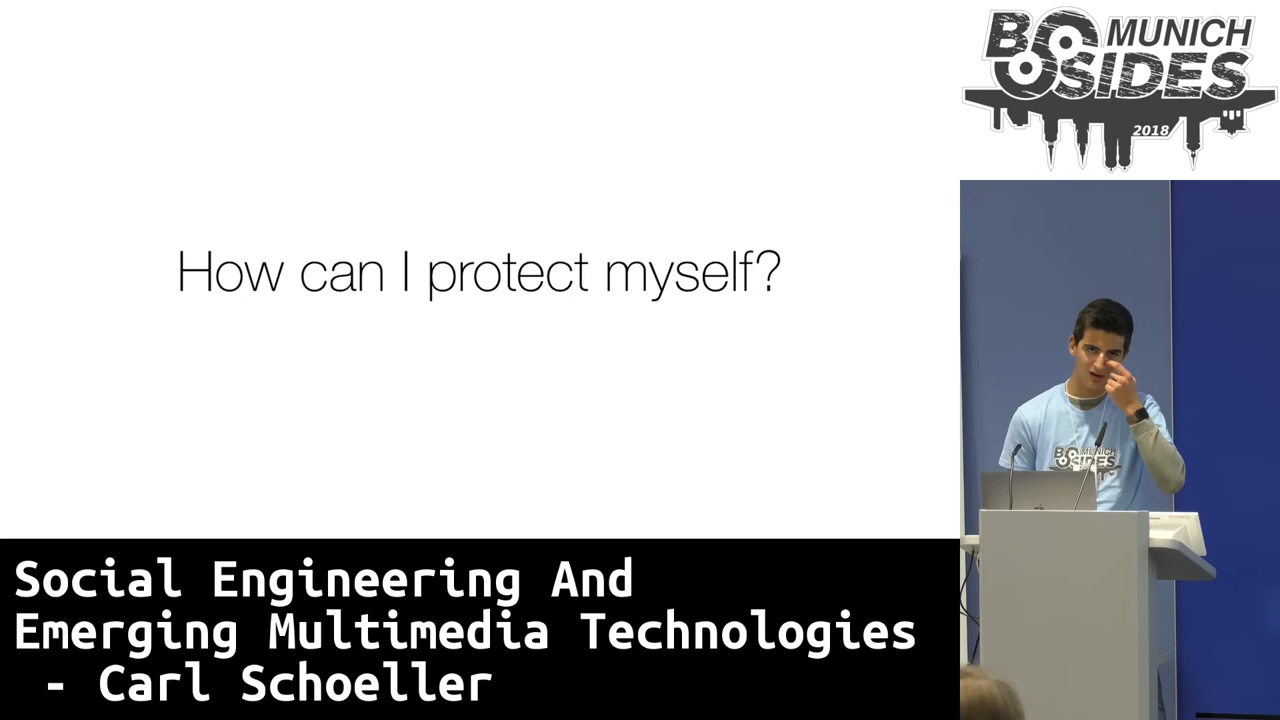 BSIDES MUNICH
2018
How can I protect myself?
BSIDES MUNICH
Social Engineering And
Emerging Multimedia Technologies
- Carl Schoeller